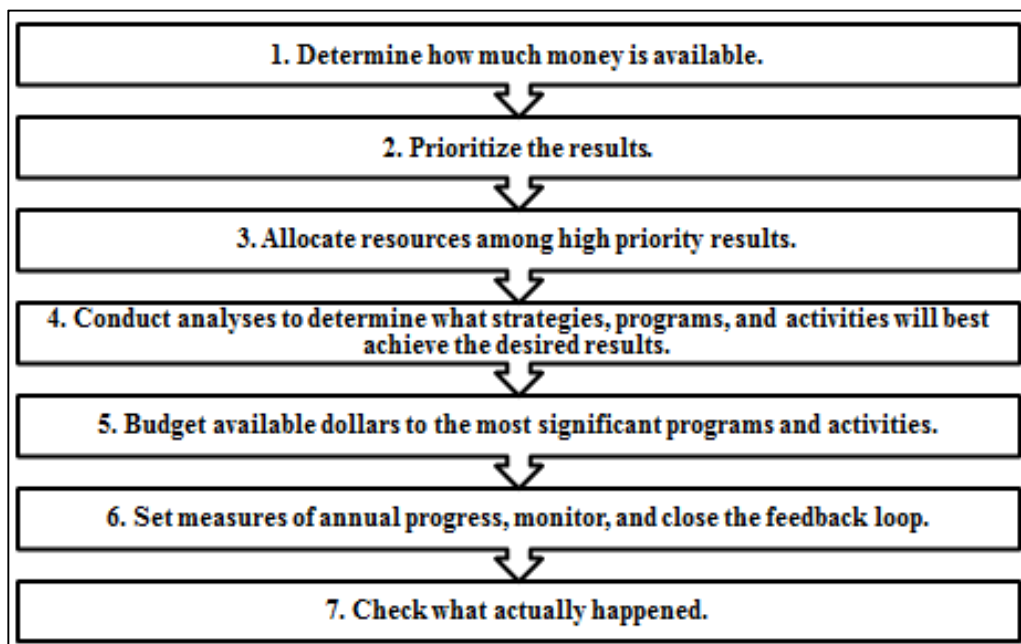 1. Determine how much money is available.
2. Prioritize the results.
3. Allocate resources among high priority results.
4. Conduct analyses to determine what strategies, programs, and activities will best
achieve the desired results.
5. Budget available dollars to the most significant programs and activities.
6. Set measures of annual progress, monitor, and close the feedback loop.
7. Check what actually happened.